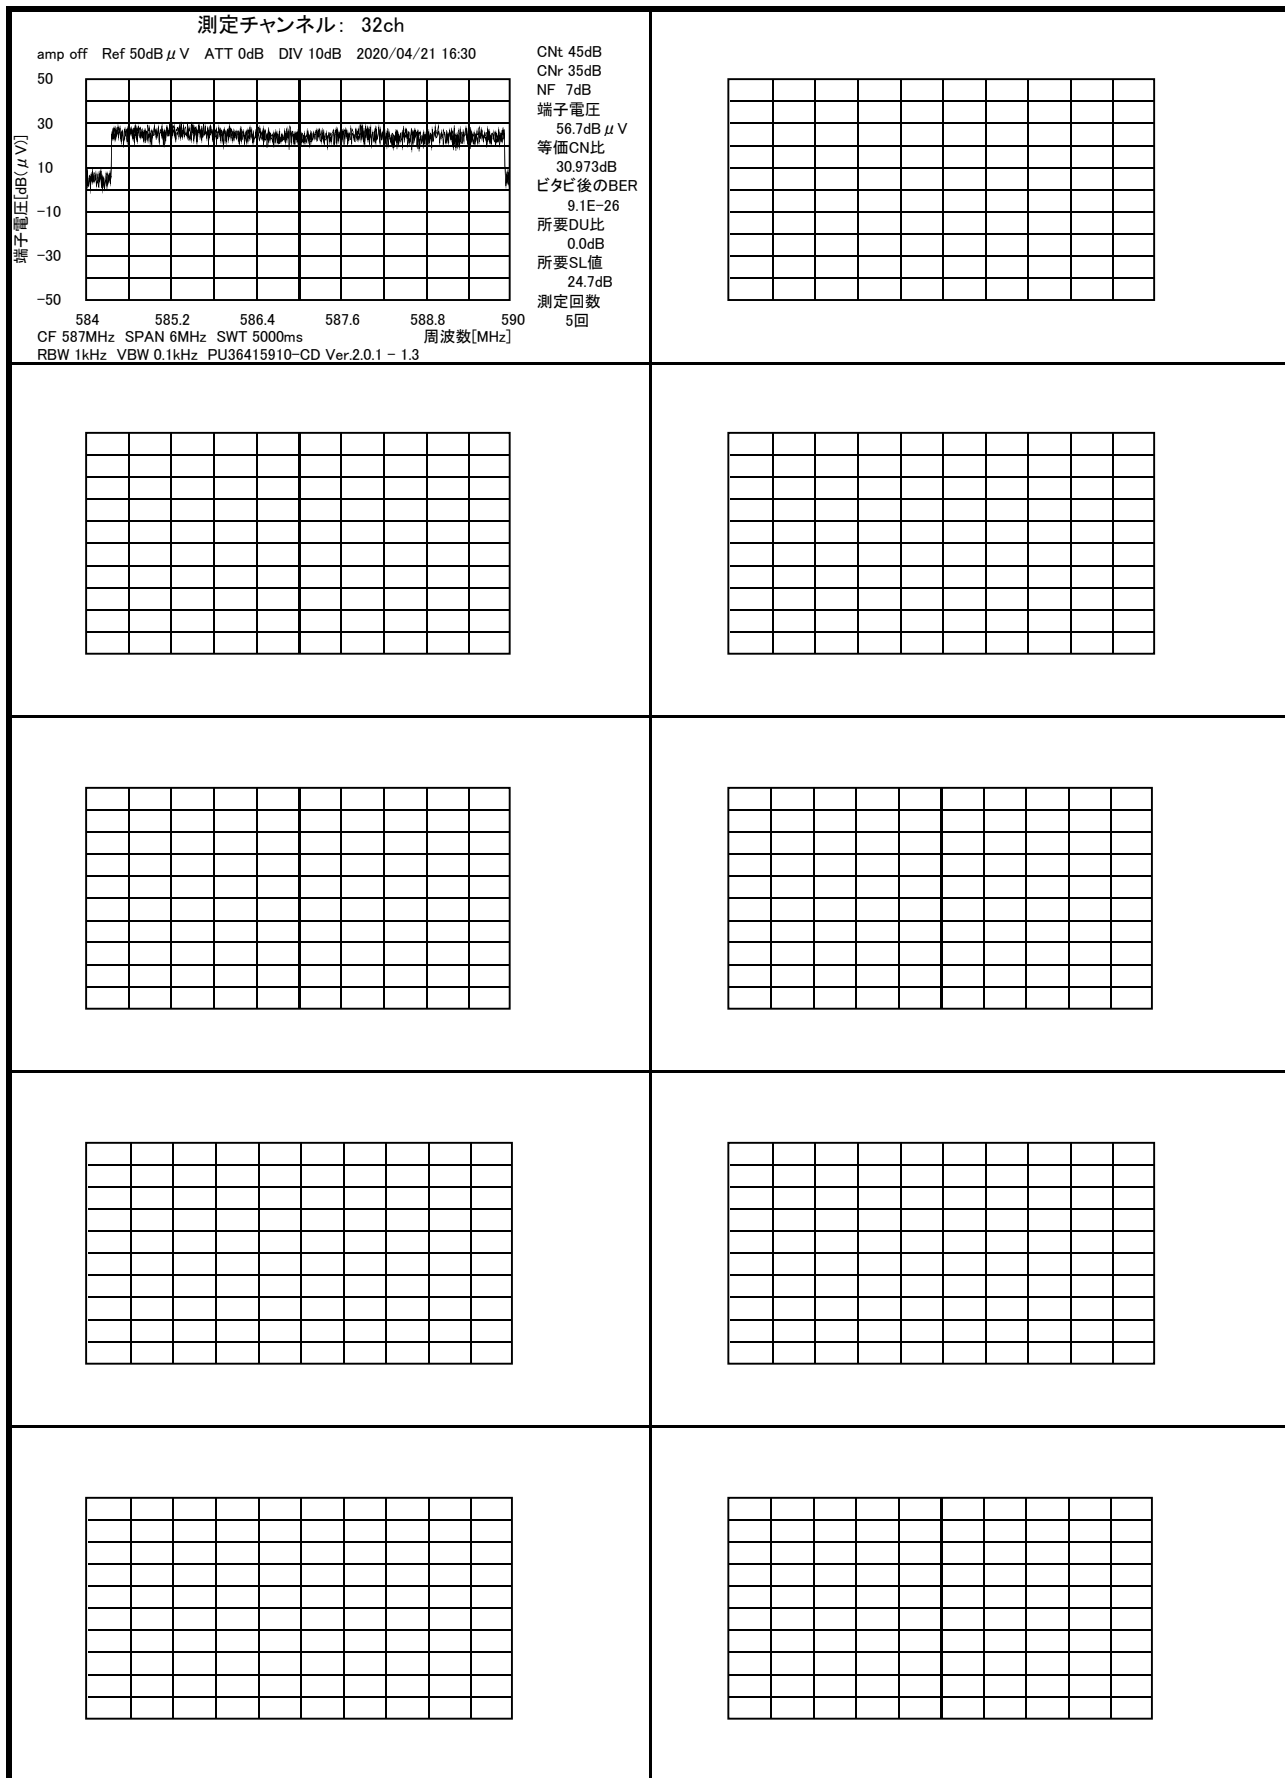 測定チャンネル: 32ch
amp off Ref 50dBμV ATT 0dB DIV 10dB 2020/04/21 16:30
50
30
10
-10
-30
-50
端子電圧[dB(μV)]
584 585.2 586.4 587.6 588.8 590
周波数[MHz]
CF 587MHz SPAN 6MHz SWT 5000ms
RBW 1kHz VBW 0.1kHz PU36415910-CD Ver.2.0.1 - 1.3
CNt 45dB
CNr 35dB
NF 7dB
端子電圧
56.7dBμV
等価CN比
30.973dB
ビタビ後のBER
9.1E-26
所要DU比
0.0dB
所要SL値
24.7dB
測定回数
5回